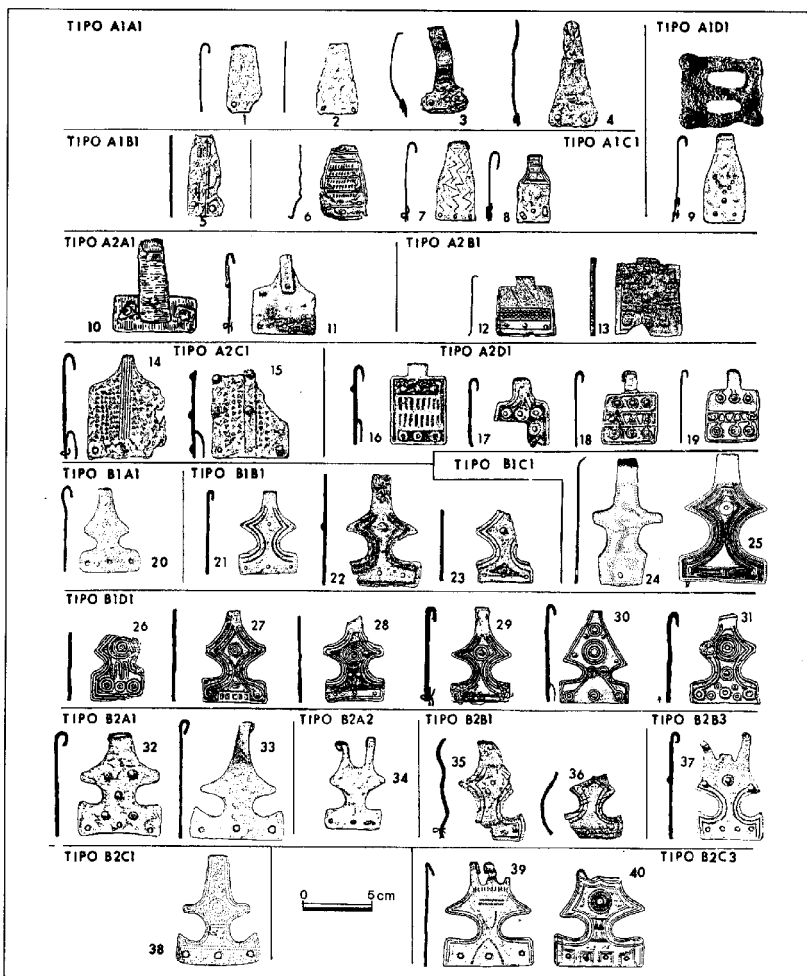 TIPO A1A1
TIPO A1D1
1
2
3
4
TIPO A1B1
TIPO A1C1
5
6
7
8
9
TIPO A2A1
TIPO A2B1
10
11
12
13
TIPO A2C1
TIPO A2D1
14
15
16
17
18
19
TIPO B1A1
TIPO B1B1
TIPO B1C1
20
21
22
23
24
25
TIPO B1D1
26
27
28
29
30
31
TIPO B2A1
TIPO B2A2
TIPO B2B1
TIPO B2B3
32
33
34
35
36
37
TIPO B2C1
TIPO B2C3
38
0
5cm
39
40